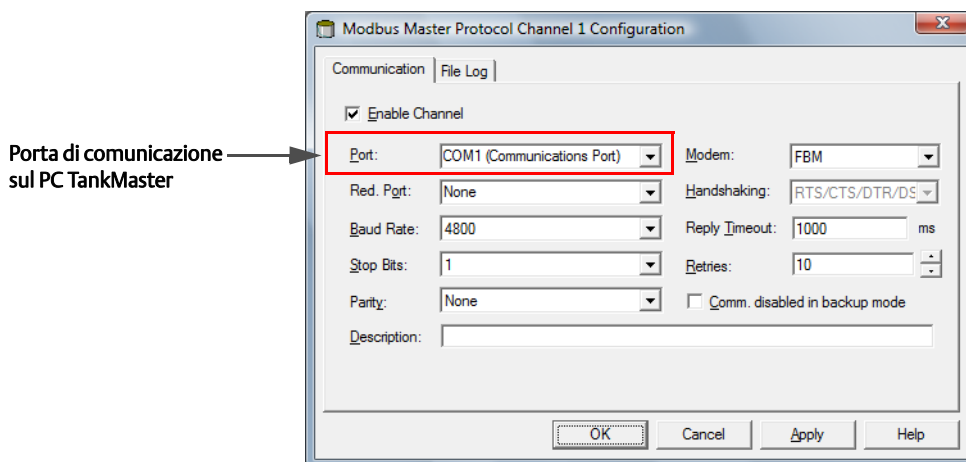 Modbus Master Protocol Channel 1 Configuration
Communication
File Log
Enable Channel
Porta di comunicazione
sul PC TankMaster
Port: COM1 (Communications Port)
Modem: FBM
Red. Port: None
Handshaking: RTS/CTS/DTR/DS
Baud Rate: 4800
Reply Timeout: 1000 ms
Stop Bits: 1
Retries: 10
Parity: None
Comm. disabled in backup mode
Description:
OK
Cancel
Apply
Help